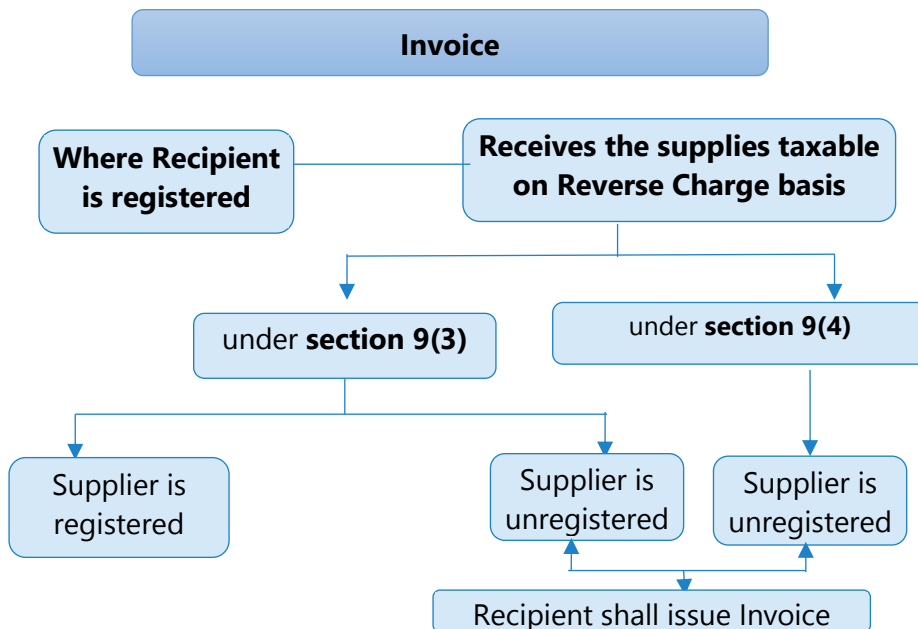 Invoice
Where Recipient
is registered
Receives the supplies taxable
on Reverse Charge basis
under section 9(3)
under section 9(4)
Supplier is
registered
Supplier is
unregistered
Supplier is
unregistered
Recipient shall issue Invoice